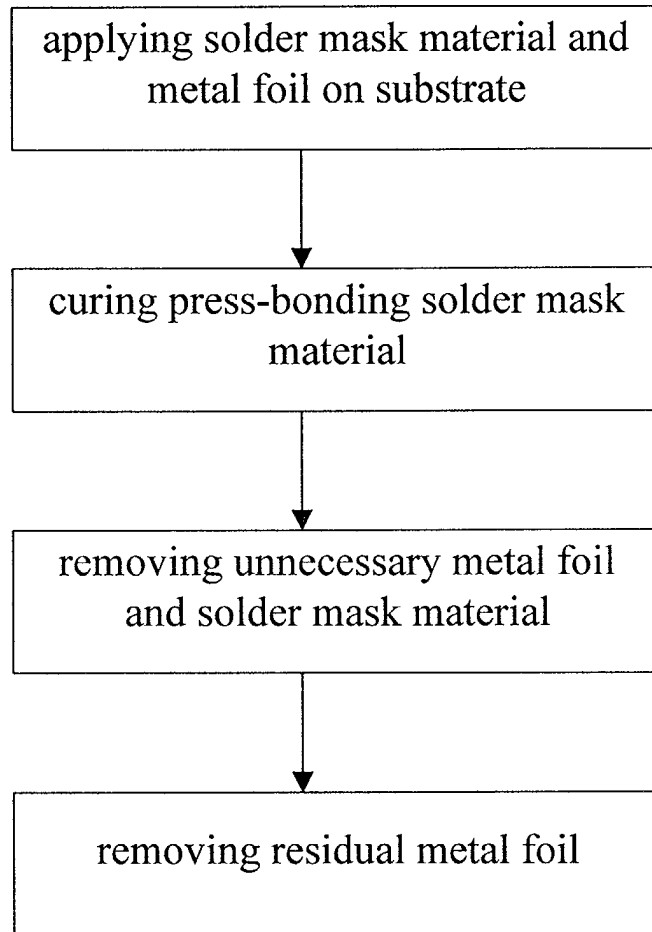 applying solder mask material and
metal foil on substrate
curing press-bonding solder mask
material
removing unnecessary metal foil
and solder mask material
removing residual metal foil